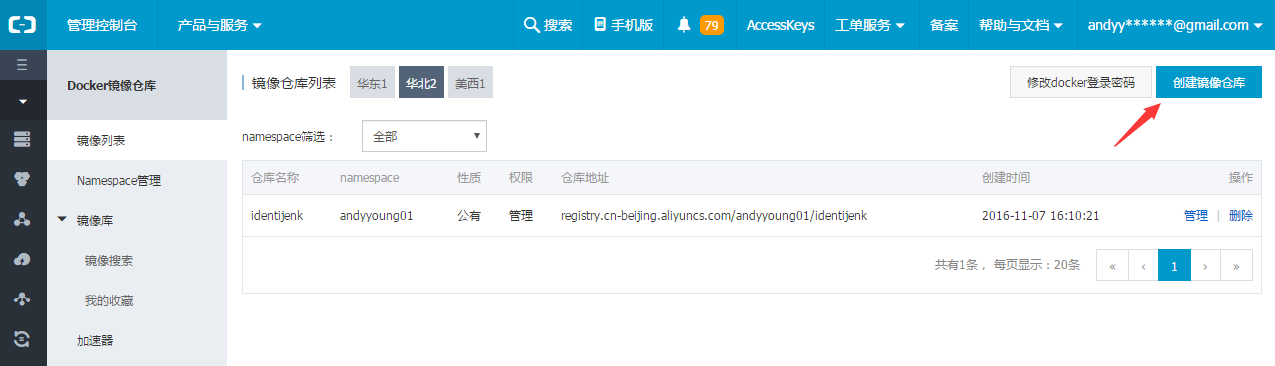 管理控制台 产品与服务 搜索 手机版 79 AccessKeys 工单服务 备案 帮助与文档 andyy******@gmail.com
Docker镜像仓库
镜像列表
Namespace管理
镜像库
镜像搜索
我的收藏
加速器
镜像仓库列表 华东1 华北2 美西1 修改docker登录密码 创建镜像仓库
namespace筛选： 全部
仓库名称 namespace 性质 权限 仓库地址 创建时间 操作
identijenk andyyoung01 公有 管理 registry.cn-beijing.aliyuncs.com/andyyoung01/identijenk 2016-11-07 16:10:21 管理 | 删除
共有1条， 每页显示：20条 « ‹ 1 › »